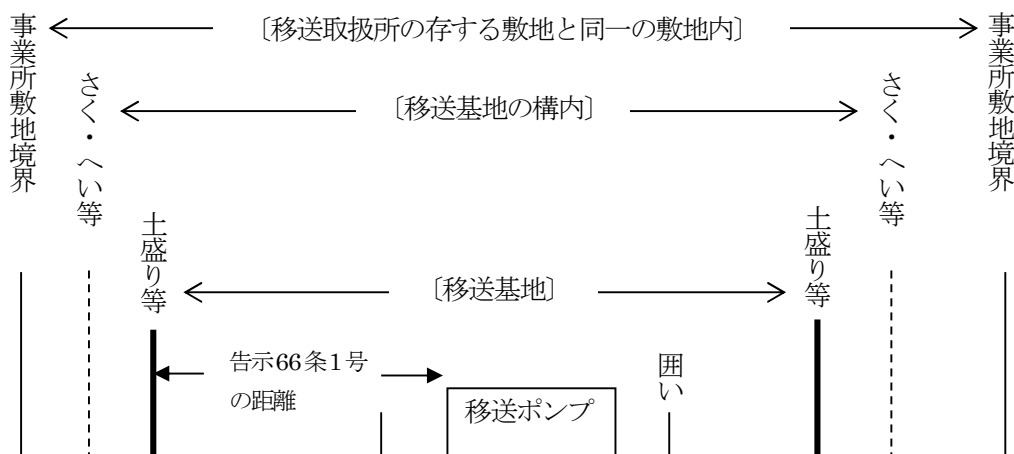 事業所敷地境界
〔移送取扱所の存する敷地と同一の敷地内〕
事業所敷地境界
さく・へい等
〔移送基地の構内〕
さく・へい等
土盛り等
〔移送基地〕
土盛り等
告示66条1号
の距離
移送ポンプ
囲い